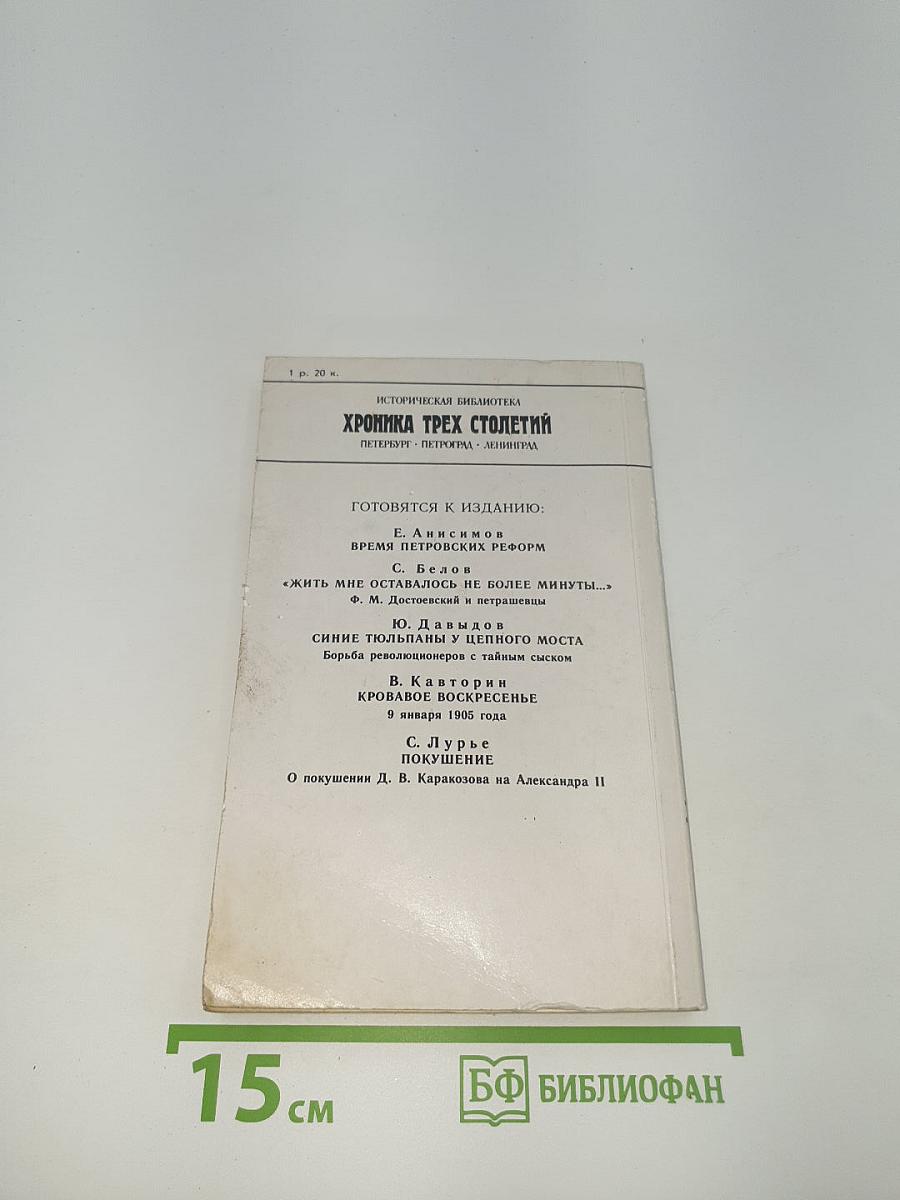 1 р. 20 к.
ИСТОРИЧЕСКАЯ БИБЛИОТЕКА
ХРОНИКА ТРЕХ СТОЛЕТИЙ
ПЕТЕРБУРГ · ПЕТРОГРАД · ЛЕНИНГРАД
ГОТОВЯТСЯ К ИЗДАНИЮ:
Е. Анисимов
ВРЕМЯ ПЕТРОВСКИХ РЕФОРМ
С. Белов
«ЖИТЬ МНЕ ОСТАВАЛОСЬ НЕ БОЛЕЕ МИНУТЫ...»
Ф. М. Достоевский и петрашевцы
Ю. Давыдов
СИНИЕ ТЮЛЬПАНЫ У ЦЕПНОГО МОСТА
Борьба революционеров с тайным сыском
В. Кавторин
КРОВАВОЕ ВОСКРЕСЕНЬЕ
9 января 1905 года
С. Лурье
ПОКУШЕНИЕ
О покушении Д. В. Каракозова на Александра II
15 см
БФ БИБЛИОФАН